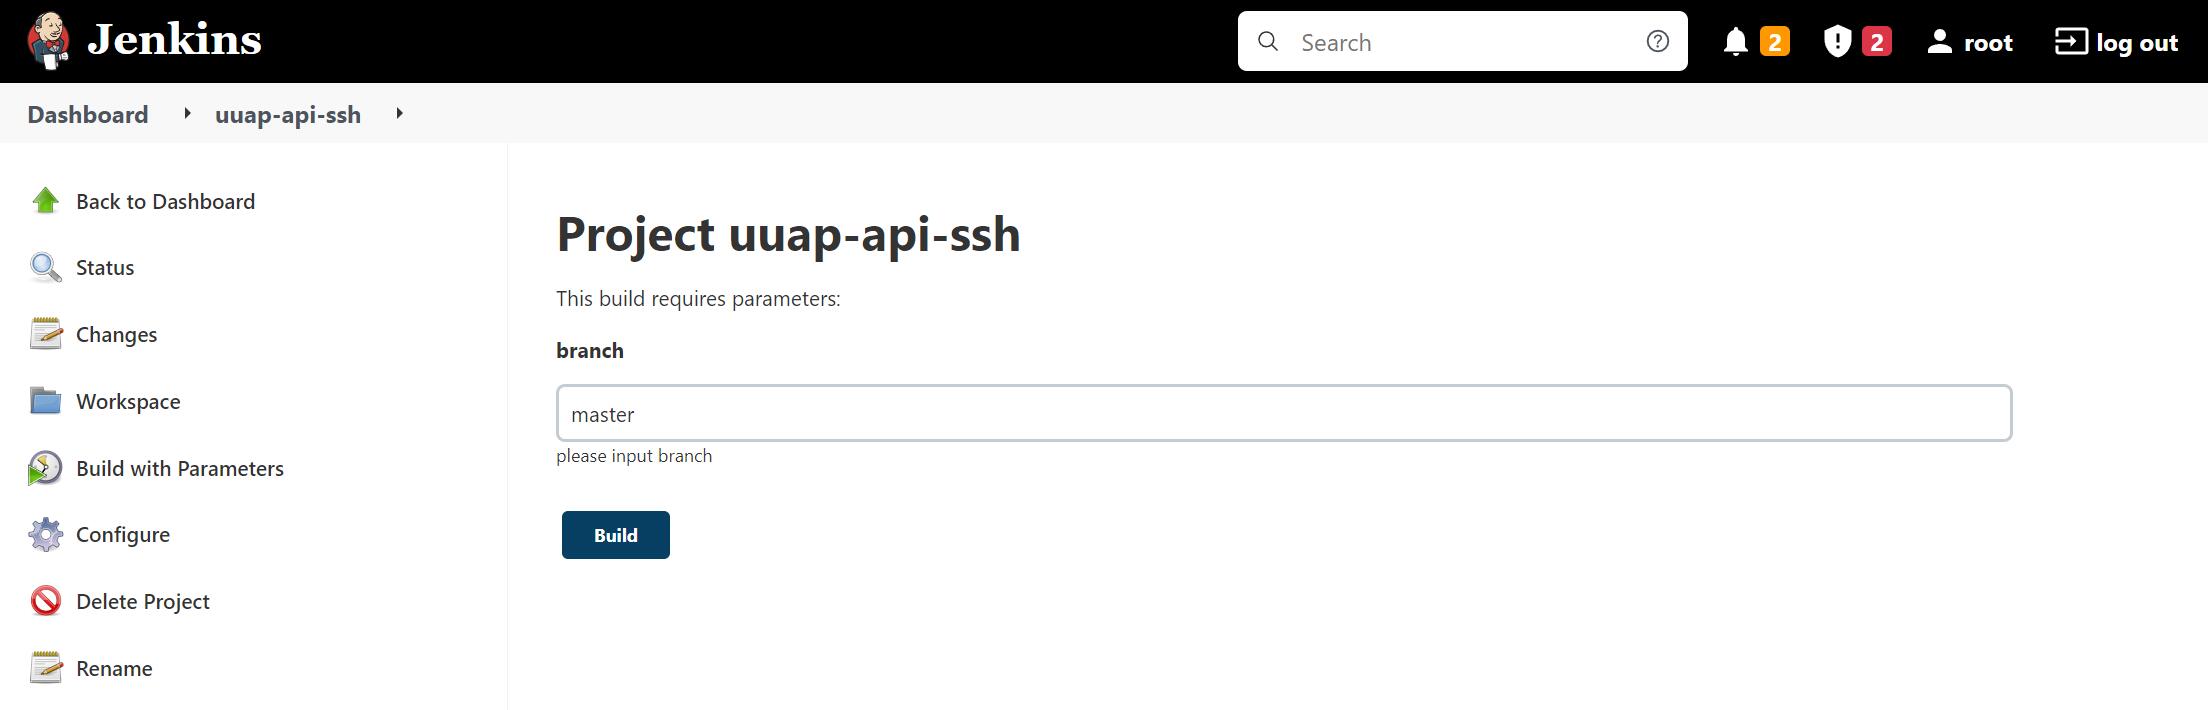 Jenkins
Search
2
2
root
log out
Dashboard
uuap-api-ssh
Back to Dashboard
Status
Changes
Workspace
Build with Parameters
Configure
Delete Project
Rename
Project uuap-api-ssh
This build requires parameters:
branch
master
please input branch
Build